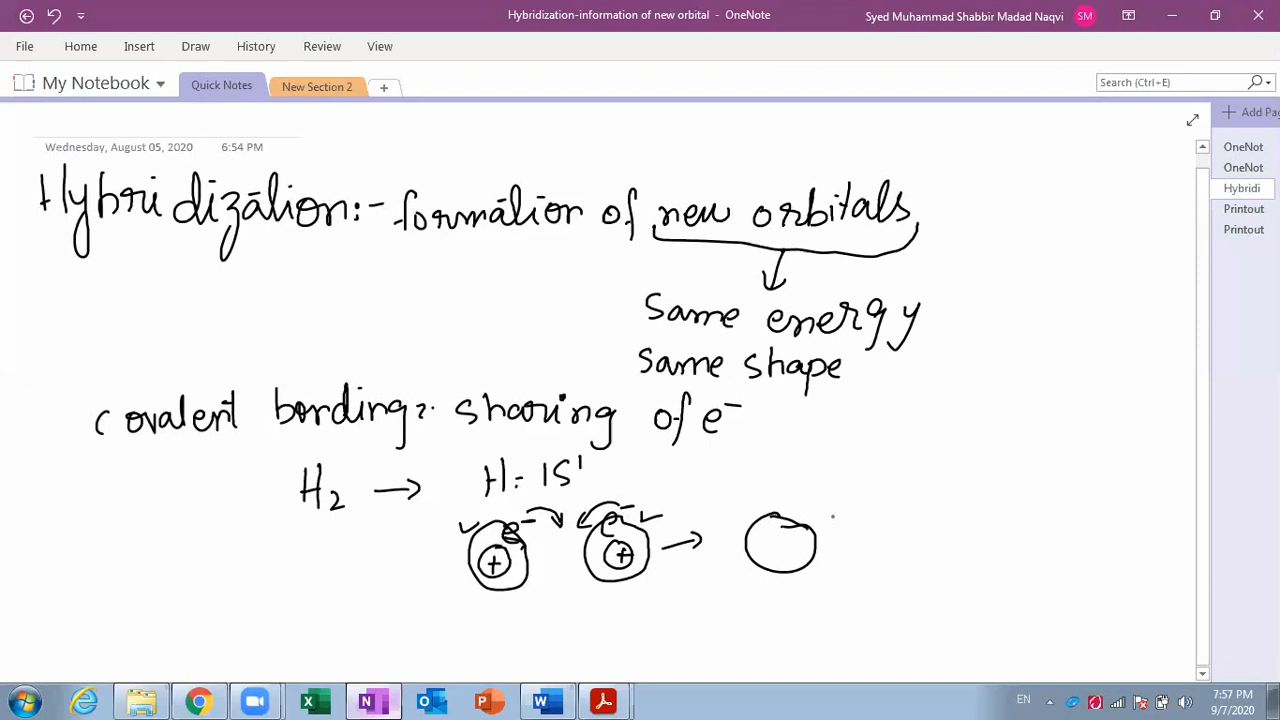 Hybridization-information of new orbital - OneNote
Syed Muhammad Shabbir Madad Naqvi SM
File Home Insert Draw History Review View
My Notebook Quick Notes New Section 2 + Search (Ctrl+E)
Add Pag
Wednesday, August 05, 2020 6:54 PM
OneNot
OneNot
Hybridi
Printout
Printout
Hybridization:- formation of new orbitals
Same energy
Same shape
covalent bonding: sharing of e⁻
H₂ → H: 1S¹
e⁻ e⁻
+ + →
EN
7:57 PM
9/7/2020